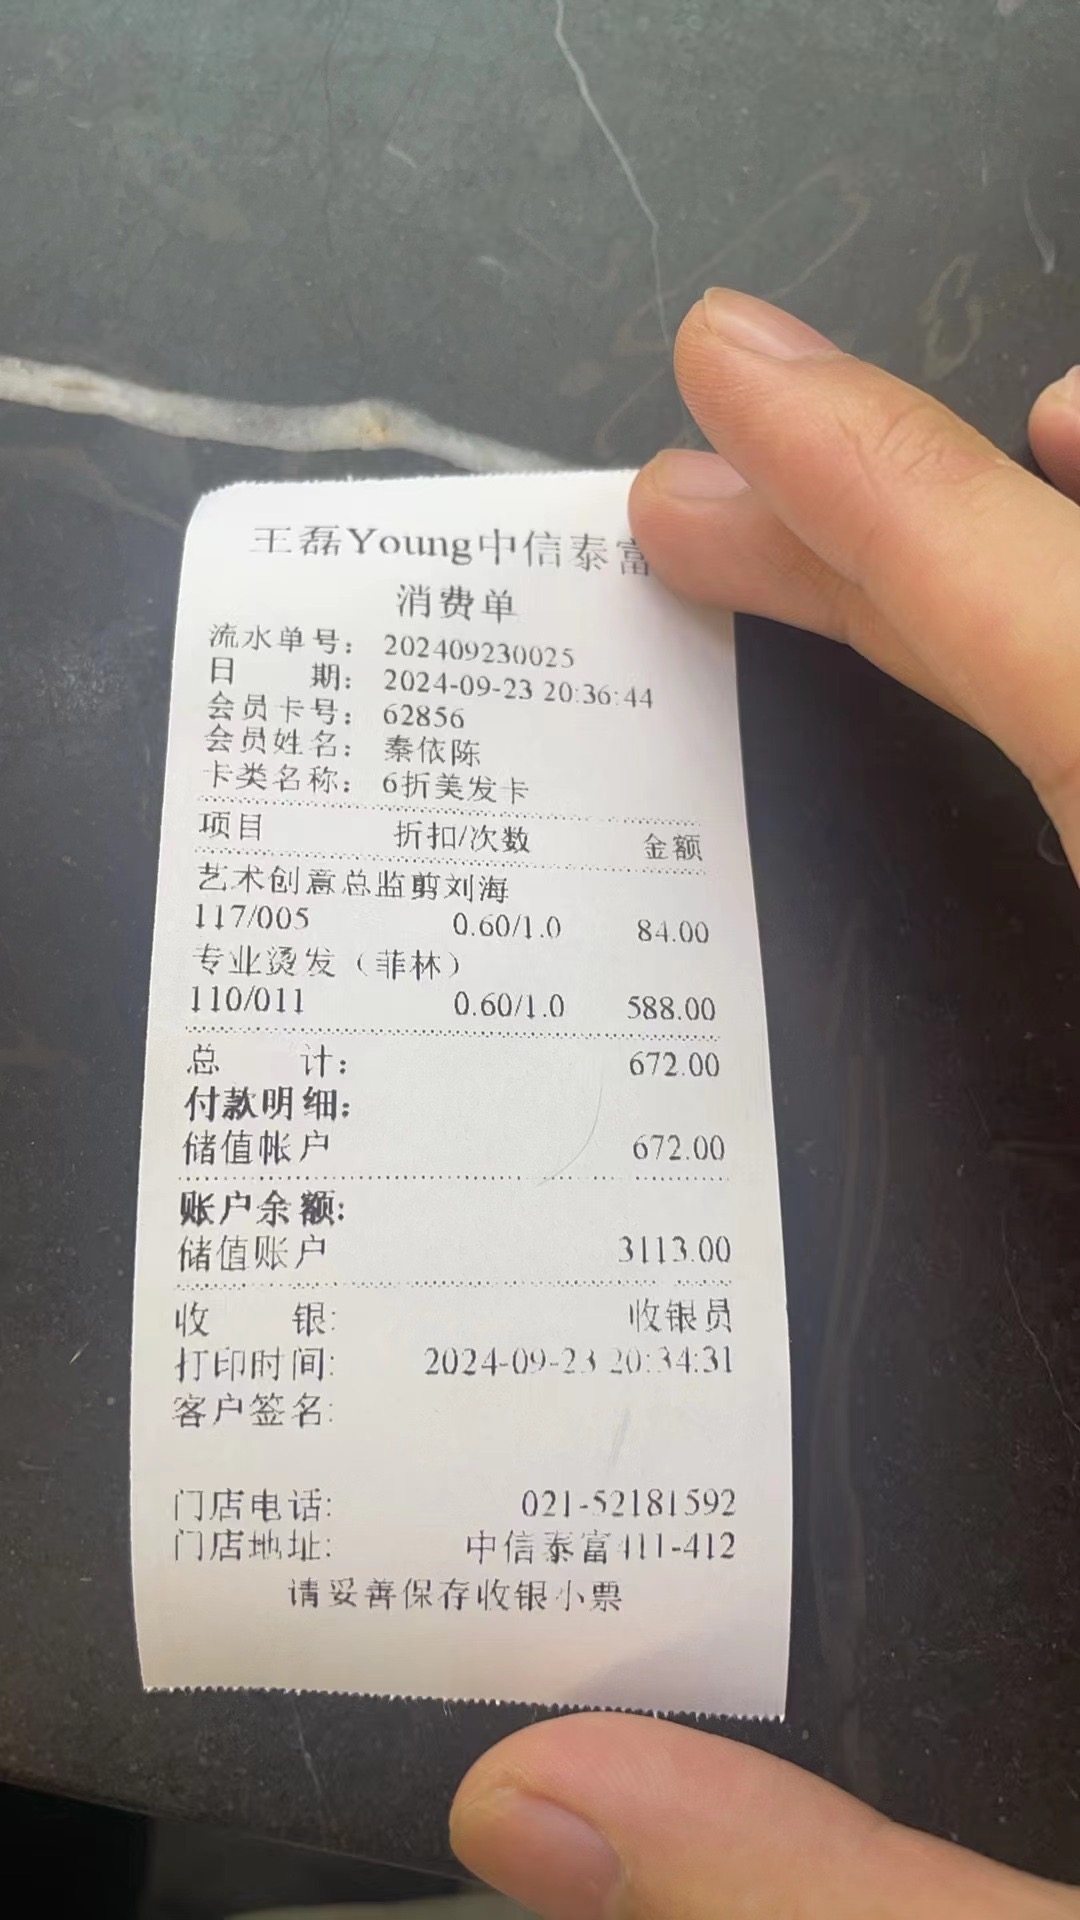 王磊Young中信泰富
消费单
流水单号: 202409230025
日 期: 2024-09-23 20:36:44
会员卡号: 62856
会员姓名: 秦依陈
卡类名称: 6折美发卡
项目 折扣/次数 金额
艺术创意总监剪刘海
117/005 0.60/1.0 84.00
专业烫发（菲林）
110/011 0.60/1.0 588.00
总 计: 672.00
付款明细:
储值帐户 672.00
账户余额:
储值账户 3113.00
收 银: 收银员
打印时间: 2024-09-23 20:34:31
客户签名:
门店电话: 021-52181592
门店地址: 中信泰富411-412
请妥善保存收银小票